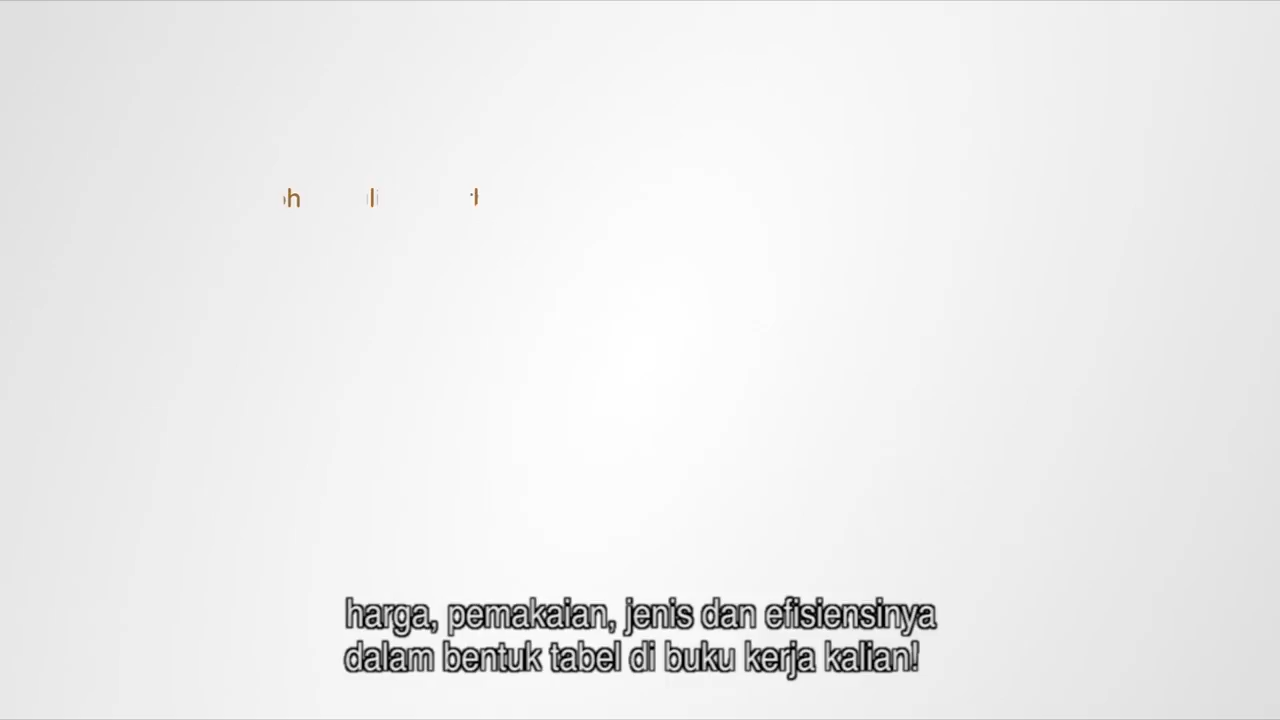 harga, pemakaian, jenis dan efisiensinya
dalam bentuk tabel di buku kerja kalian!